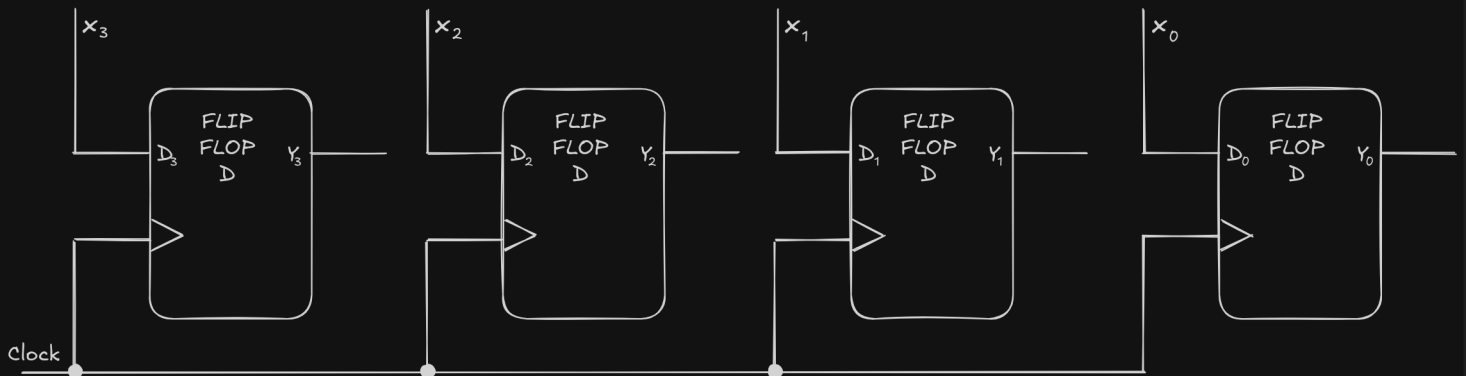 X₃ X₂ X₁ X₀
FLIP FLIP FLIP FLIP
D₃ FLOP Y₃ D₂ FLOP Y₂ D₁ FLOP Y₁ D₀ FLOP Y₀
D D D D
Clock